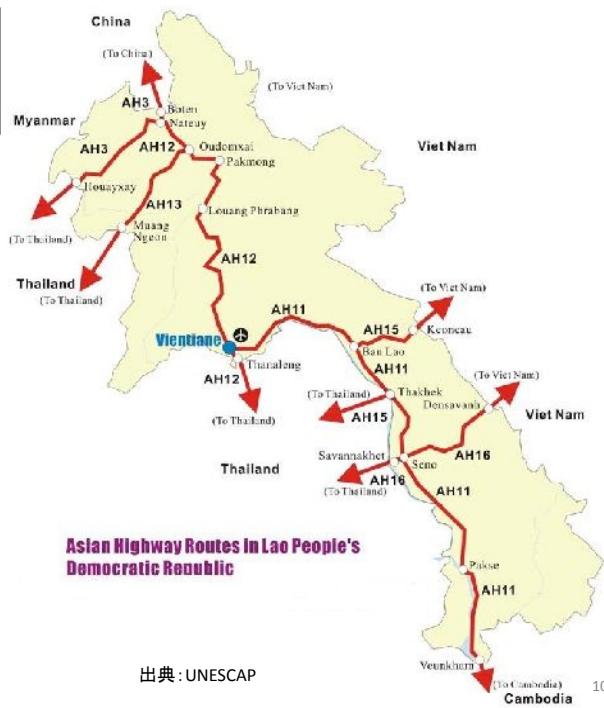 China
(To China)
(To Viet Nam)
AH3
Boten
Nateuy
Myanmar
AH3
AH12
Oudomxai
Viet Nam
Pakmong
Houayxay
AH13
Louang Phrabang
(To Thailand)
Muang
Ngeon
AH12
Thailand
(To Thailand)
AH11
(To Viet Nam)
Vientiane
AH15
Keoneau
Ban Lao
Thanaleng
AH12
AH11
(To Viet Nam)
(To Thailand)
Thakhek
Densavanh
(To Thailand)
AH15
Viet Nam
Thailand
Savannakhet
Seno
AH16
AH16
(To Thailand)
AH11
Asian Highway Routes in Lao People's
Democratic Republic
Pakse
AH11
出典：UNESCAP
Veunkham
(To Cambodia)
10
Cambodia